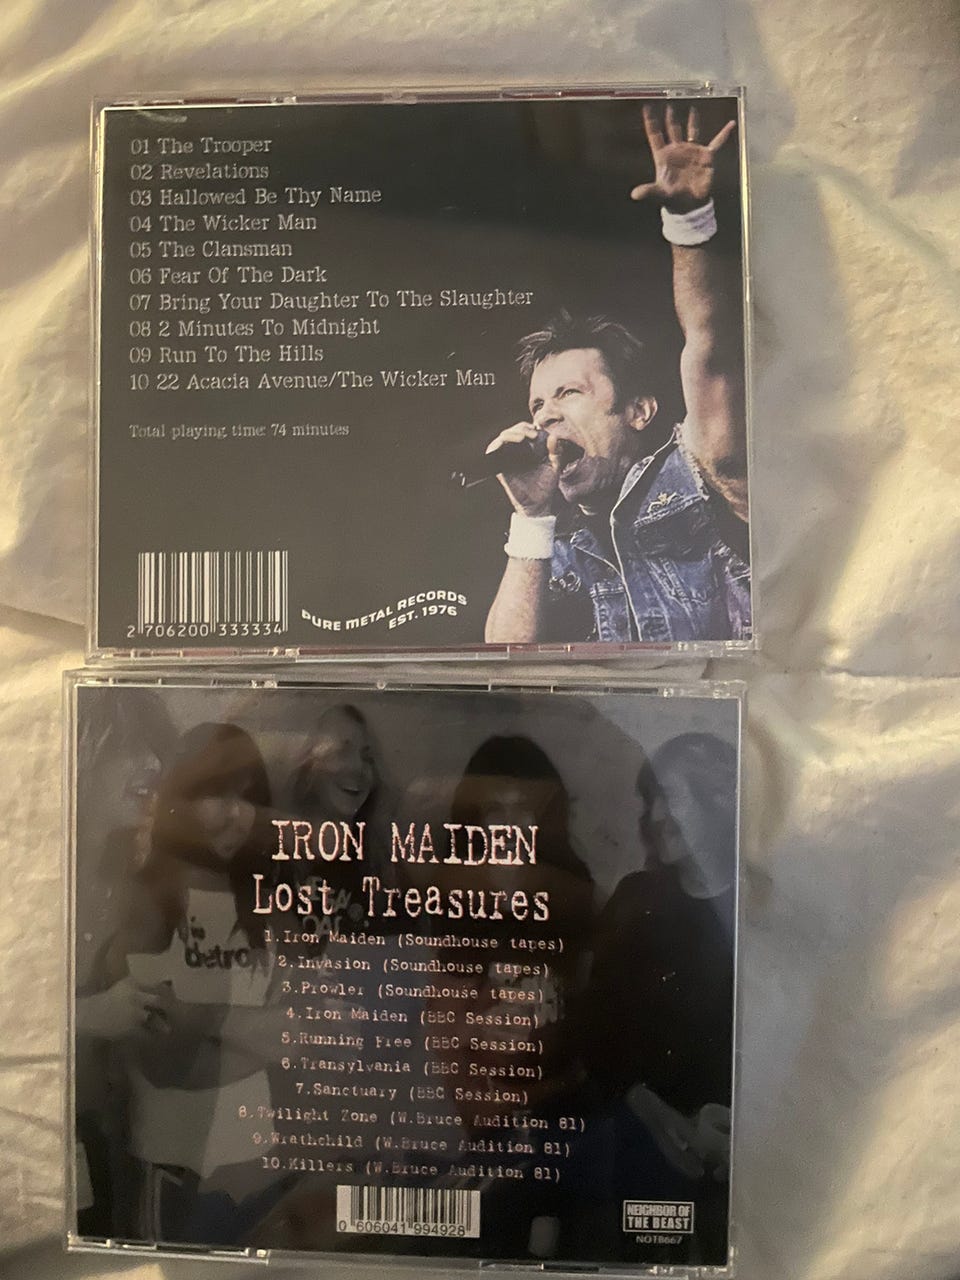 01 The Trooper
02 Revelations
03 Hallowed Be Thy Name
04 The Wicker Man
05 The Clansman
06 Fear Of The Dark
07 Bring Your Daughter To The Slaughter
08 2 Minutes To Midnight
09 Run To The Hills
10 22 Acacia Avenue/The Wicker Man
Total playing time: 74 minutes
2 706200 333334
PURE METAL RECORDS
EST. 1976
IRON MAIDEN
Lost Treasures
1.Iron Maiden (Soundhouse tapes)
2.Invasion (Soundhouse tapes)
3.Prowler (Soundhouse tapes)
4.Iron Maiden (BBC Session)
5.Running Free (BBC Session)
6.Transylvania (BBC Session)
7.Sanctuary (BBC Session)
8.Twilight Zone (W.Bruce Audition 81)
9.Wrathchild (W.Bruce Audition 81)
10.Killers (W.Bruce Audition 81)
detro
0 606041 994928
NEIGHBOR OF
THE BEAST
NOTB667